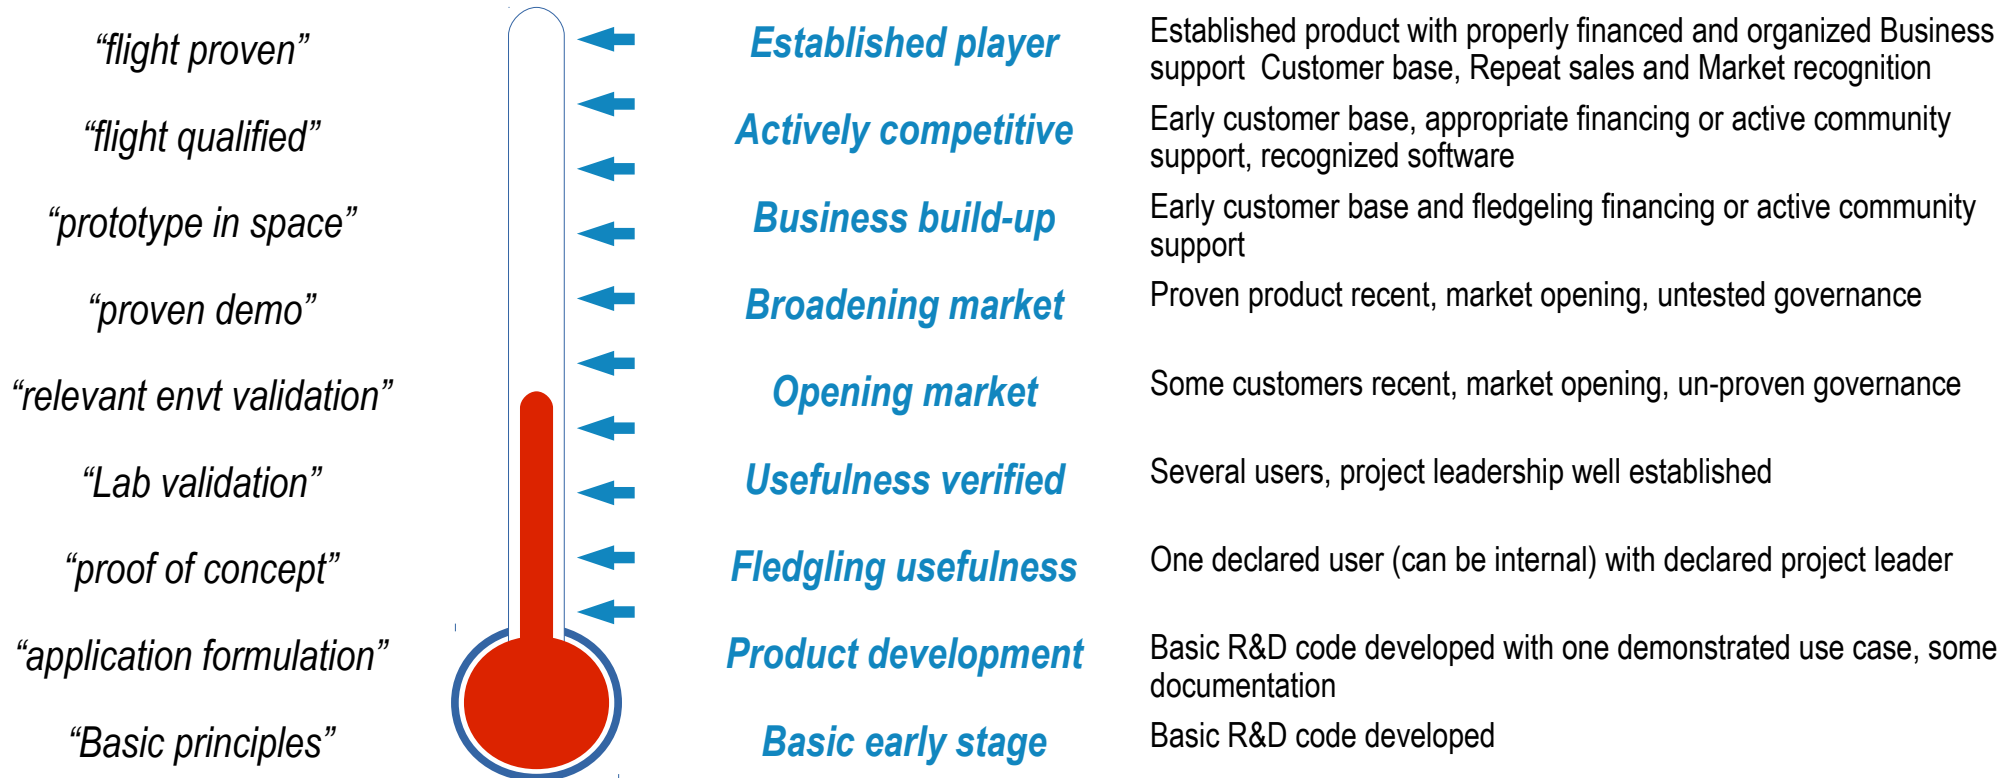 “flight proven”
Established player
Established product with properly financed and organized Business
support  Customer base, Repeat sales and Market recognition
“flight qualified”
Actively competitive
Early customer base, appropriate financing or active community
support, recognized software
“prototype in space”
Business build-up
Early customer base and fledgeling financing or active community
support
“proven demo”
Broadening market
Proven product recent, market opening, untested governance
“relevant envt validation”
Opening market
Some customers recent, market opening, un-proven governance
“Lab validation”
Usefulness verified
Several users, project leadership well established
“proof of concept”
Fledgling usefulness
One declared user (can be internal) with declared project leader
“application formulation”
Product development
Basic R&D code developed with one demonstrated use case, some
documentation
“Basic principles”
Basic early stage
Basic R&D code developed